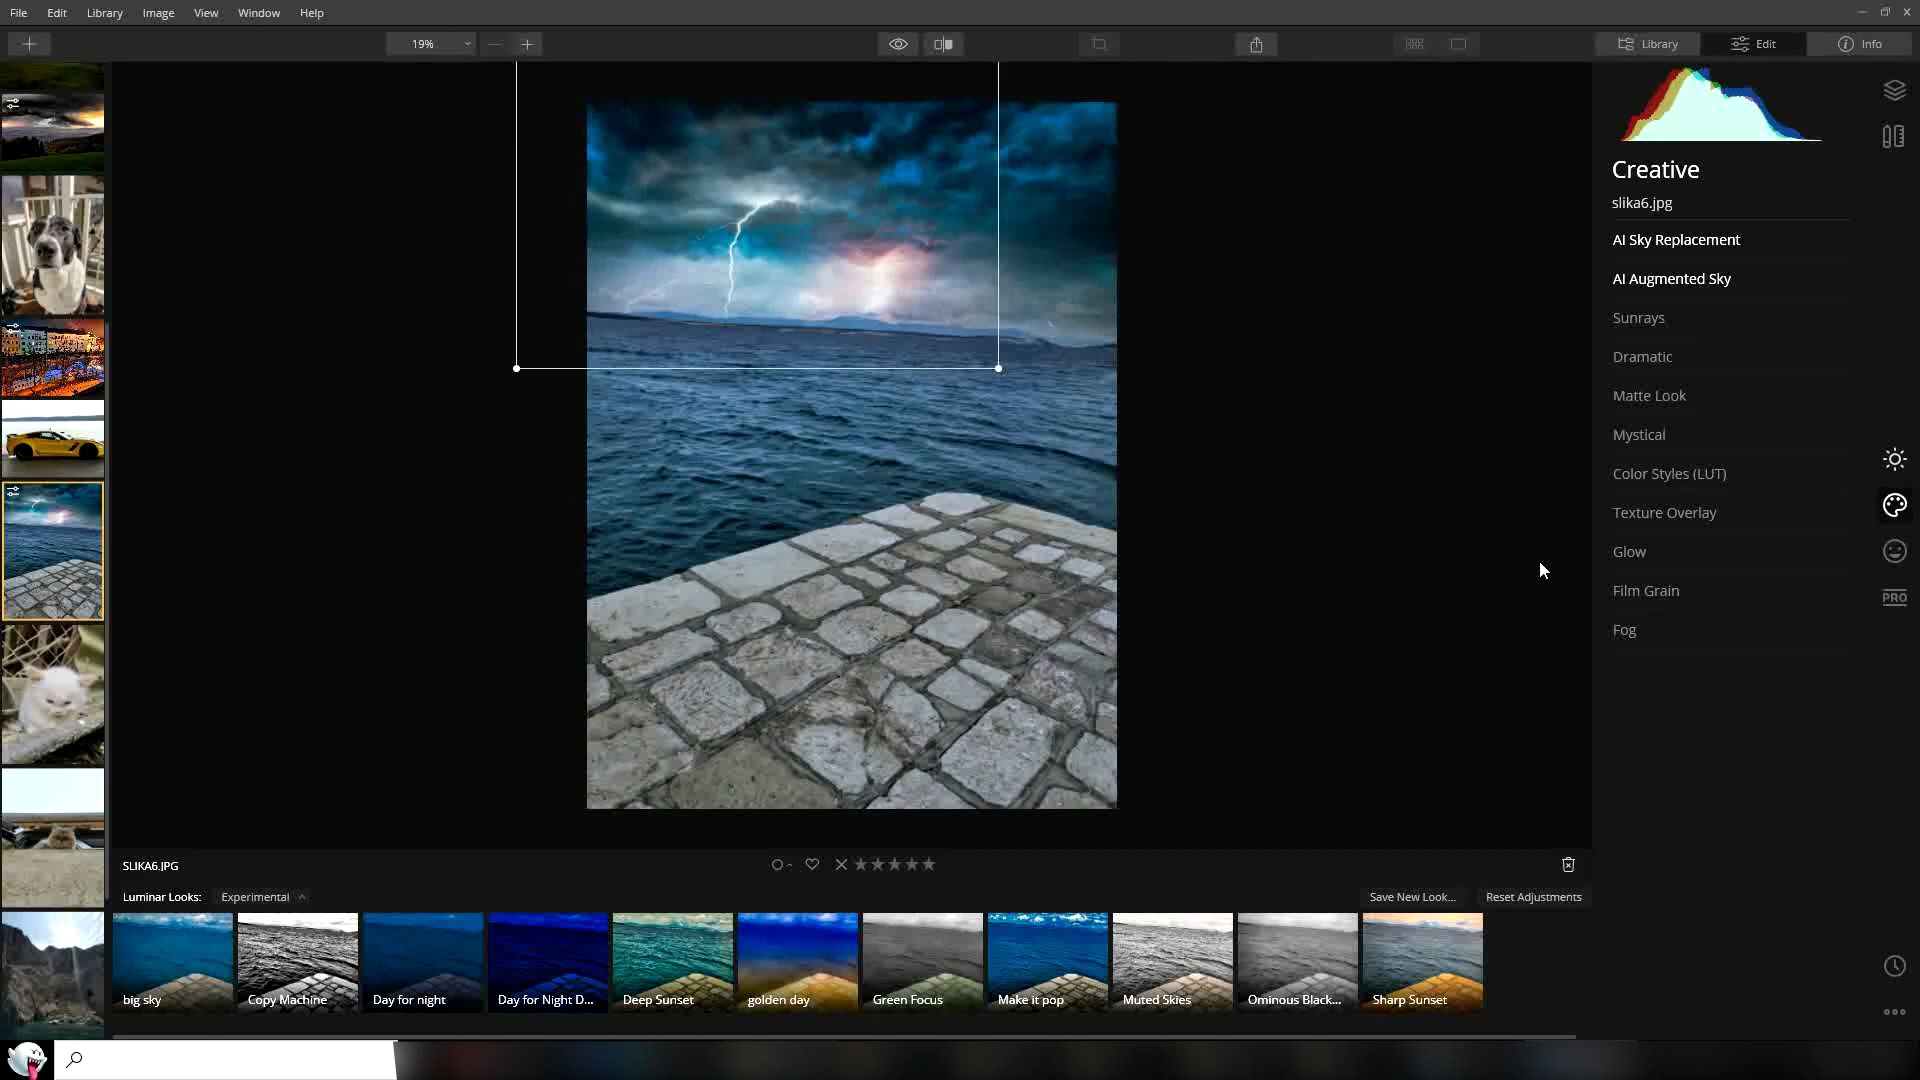 File Edit Library Image View Window Help
19%
Library Edit Info
Creative
slika6.jpg
AI Sky Replacement
AI Augmented Sky
Sunrays
Dramatic
Matte Look
Mystical
Color Styles (LUT)
Texture Overlay
Glow
Film Grain
Fog
PRO
SLIKA6.JPG
Luminar Looks: Experimental
Save New Look... Reset Adjustments
big sky Copy Machine Day for night Day for Night D... Deep Sunset golden day Green Focus Make it pop Muted Skies Ominous Black... Sharp Sunset